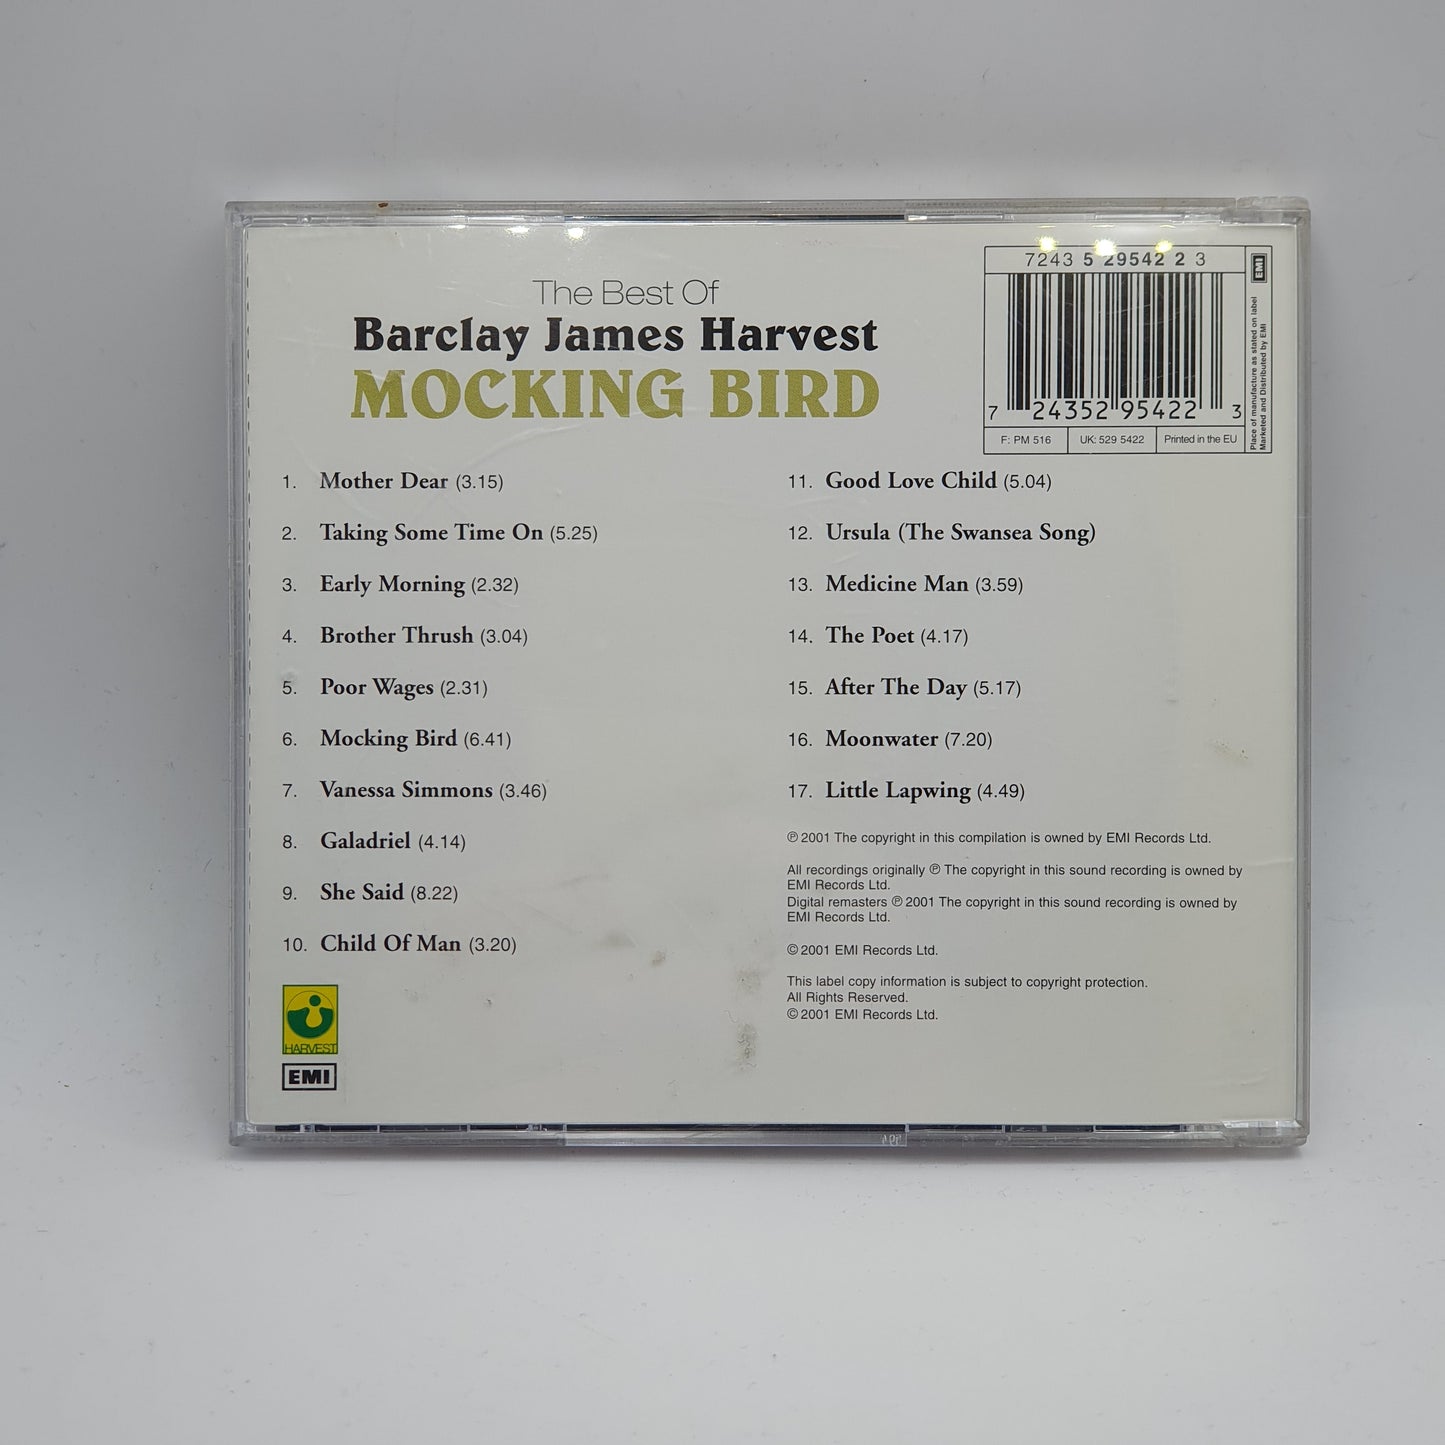 The Best Of
Barclay James Harvest
MOCKING BIRD
7243 5 29542 2 3
7 24352 95422 3
F: PM 516
UK: 529 5422
Printed in the EU
EMI
Place of manufacture as stated on label
Marketed and Distributed by EMI
1. Mother Dear (3.15)
2. Taking Some Time On (5.25)
3. Early Morning (2.32)
4. Brother Thrush (3.04)
5. Poor Wages (2.31)
6. Mocking Bird (6.41)
7. Vanessa Simmons (3.46)
8. Galadriel (4.14)
9. She Said (8.22)
10. Child Of Man (3.20)
11. Good Love Child (5.04)
12. Ursula (The Swansea Song)
13. Medicine Man (3.59)
14. The Poet (4.17)
15. After The Day (5.17)
16. Moonwater (7.20)
17. Little Lapwing (4.49)
℗ 2001 The copyright in this compilation is owned by EMI Records Ltd.
All recordings originally ℗ The copyright in this sound recording is owned by
EMI Records Ltd.
Digital remasters ℗ 2001 The copyright in this sound recording is owned by
EMI Records Ltd.
© 2001 EMI Records Ltd.
This label copy information is subject to copyright protection.
All Rights Reserved.
© 2001 EMI Records Ltd.
HARVEST
EMI